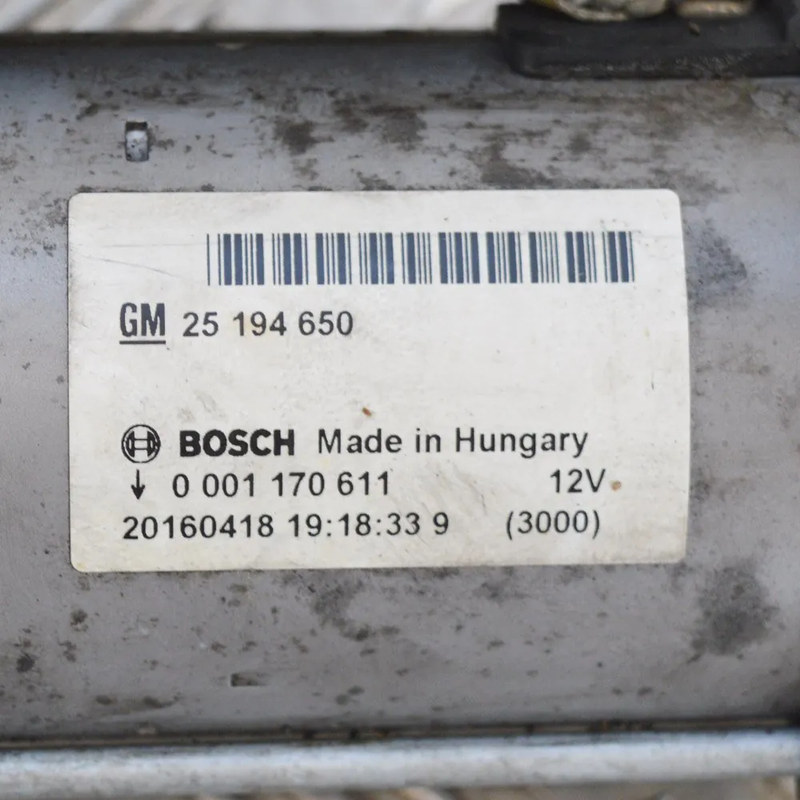 GM 25 194 650
BOSCH Made in Hungary
↓ 0 001 170 611 12V
20160418 19:18:33 9 (3000)